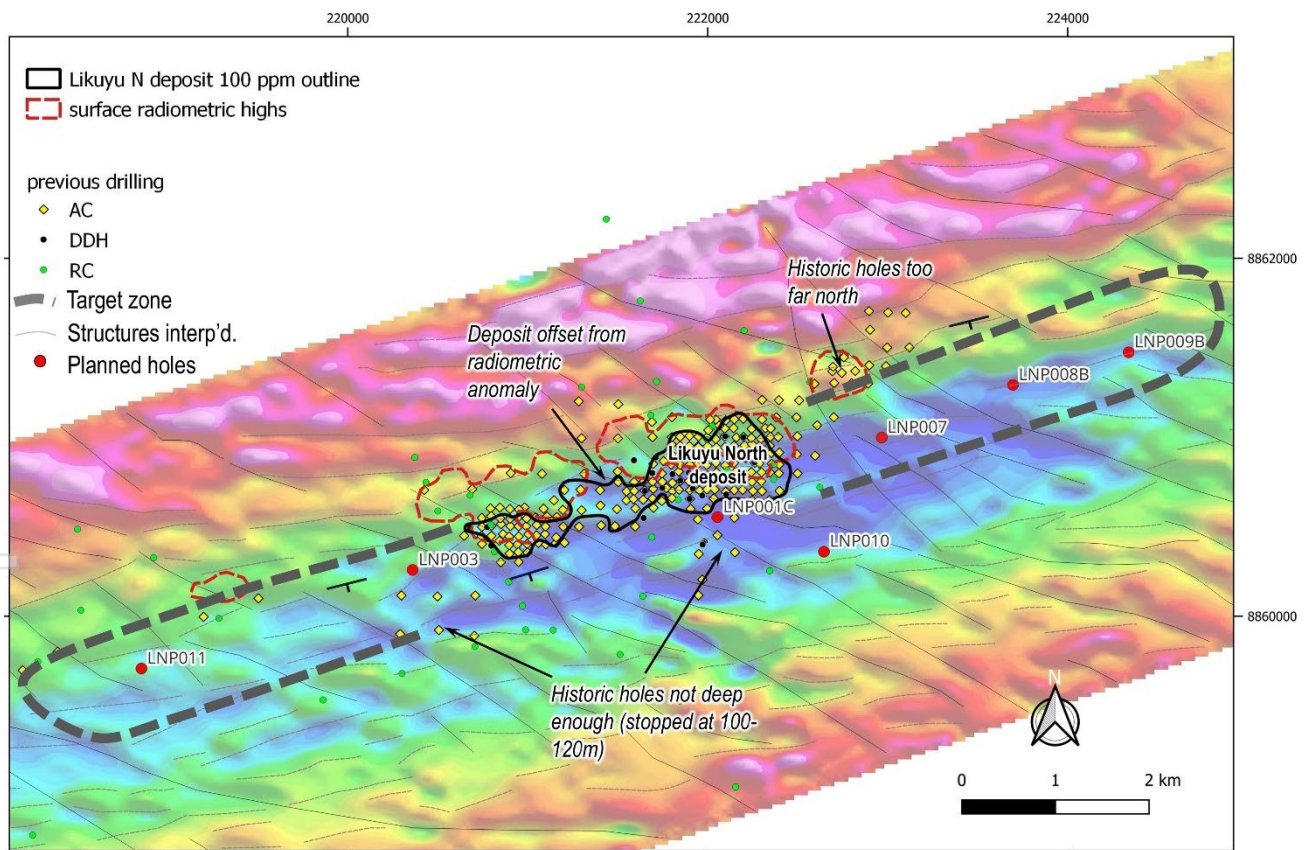 220000
222000
224000
Likuyu N deposit 100 ppm outline
surface radiometric highs
previous drilling
AC
DDH
RC
Target zone
Structures interp'd.
Planned holes
8862000
Historic holes too
far north
Deposit offset from
radiometric
anomaly
LNP009B
LNP008B
LNP007
Likuyu North
deposit
LNP001C
LNP010
LNP003
8860000
LNP011
Historic holes not deep
enough (stopped at 100-
120m)
N
0 1 2 km